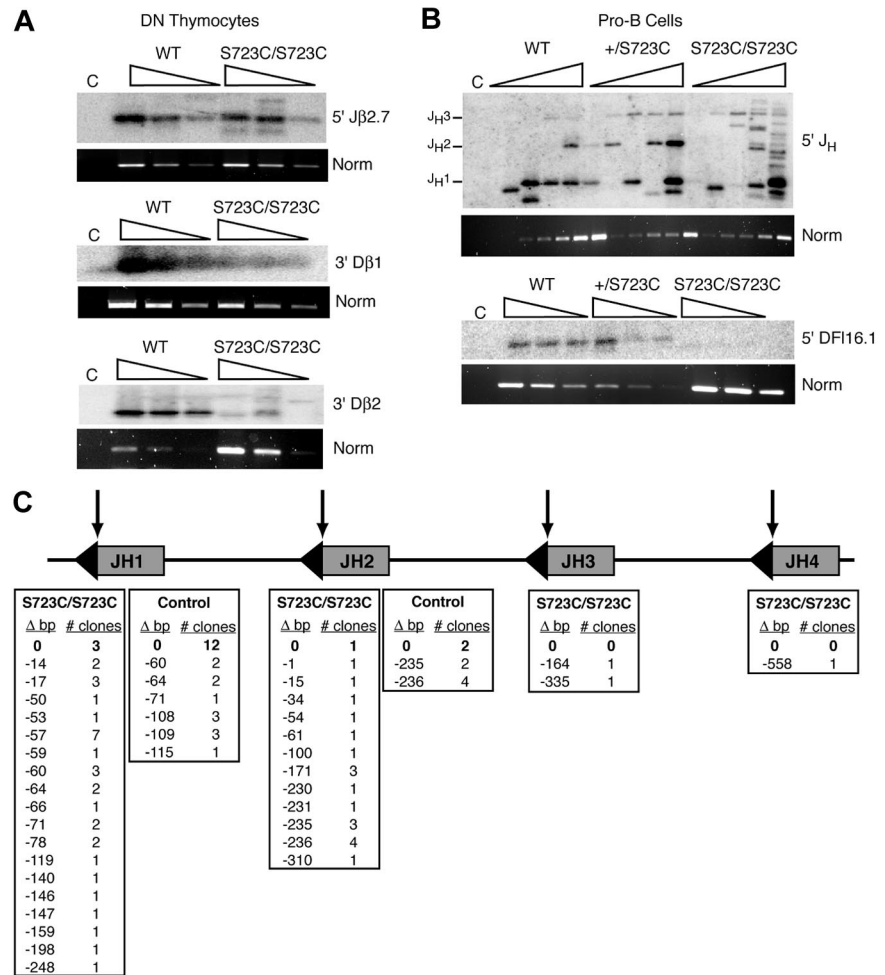 A
DN Thymocytes
WT S723C/S723C
C
5' Jβ2.7
Norm
WT S723C/S723C
C
3' Dβ1
Norm
WT S723C/S723C
C
3' Dβ2
Norm
B
Pro-B Cells
WT +/S723C S723C/S723C
C
JH3
JH2
JH1
5' JH
Norm
WT +/S723C S723C/S723C
C
5' DFl16.1
Norm
C
JH1 JH2 JH3 JH4
S723C/S723C
Δ bp # clones
0 3
-14 2
-17 3
-50 1
-53 1
-57 7
-59 1
-60 3
-64 2
-66 1
-71 2
-78 2
-119 1
-140 1
-146 1
-147 1
-159 1
-198 1
-248 1
Control
Δ bp # clones
0 12
-60 2
-64 2
-71 1
-108 3
-109 3
-115 1
S723C/S723C
Δ bp # clones
0 1
-1 1
-15 1
-34 1
-54 1
-61 1
-100 1
-171 3
-230 1
-231 1
-235 3
-236 4
-310 1
Control
Δ bp # clones
0 2
-235 2
-236 4
S723C/S723C
Δ bp # clones
0 0
-164 1
-335 1
S723C/S723C
Δ bp # clones
0 0
-558 1